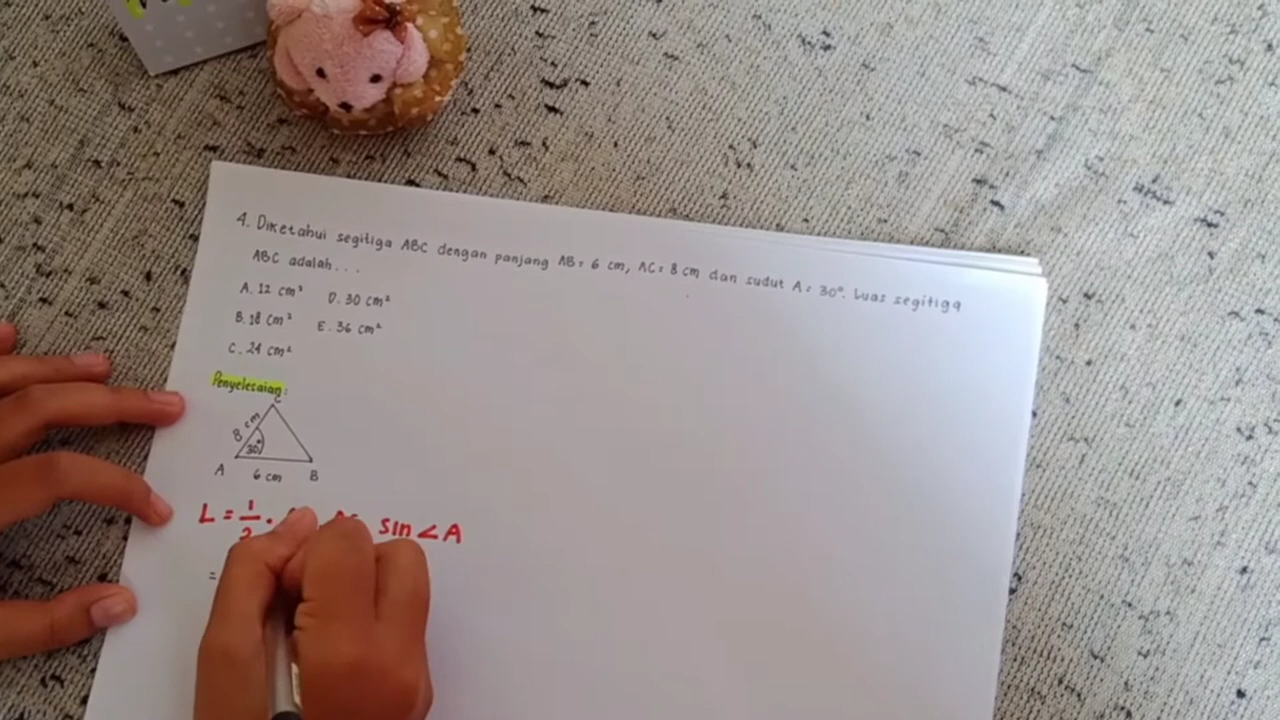 4. Diketahui segitiga ABC dengan panjang AB = 6 cm, AC = 8 cm dan sudut A = 30°. Luas segitiga
ABC adalah...
A. 12 cm² D. 30 cm²
B. 18 cm² E. 36 cm²
C. 24 cm²
Penyelesaian:
C
8 cm
30°
A B
6 cm
L = 1/2 . sin ∠ A
=